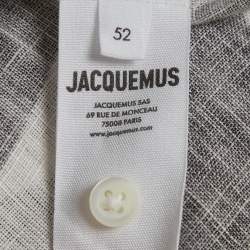 52
JACQUEMUS
JACQUEMUS SAS
69 RUE DE MONCEAU
75008 PARIS
www.jacquemus.com